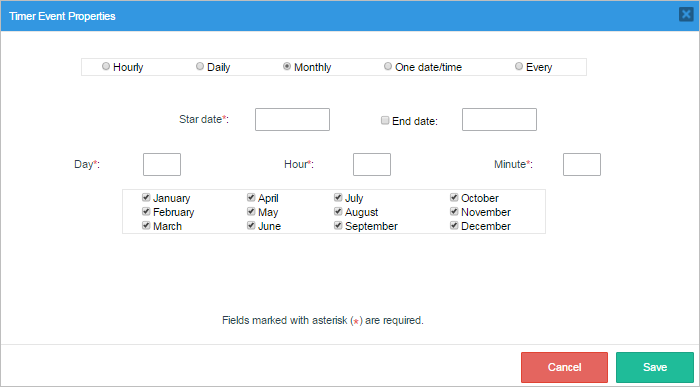 Timer Event Properties
Hourly Daily Monthly One date/time Every
Star date*: End date:
Day*: Hour*: Minute*:
January April July October
February May August November
March June September December
Fields marked with asterisk (*) are required.
Cancel Save